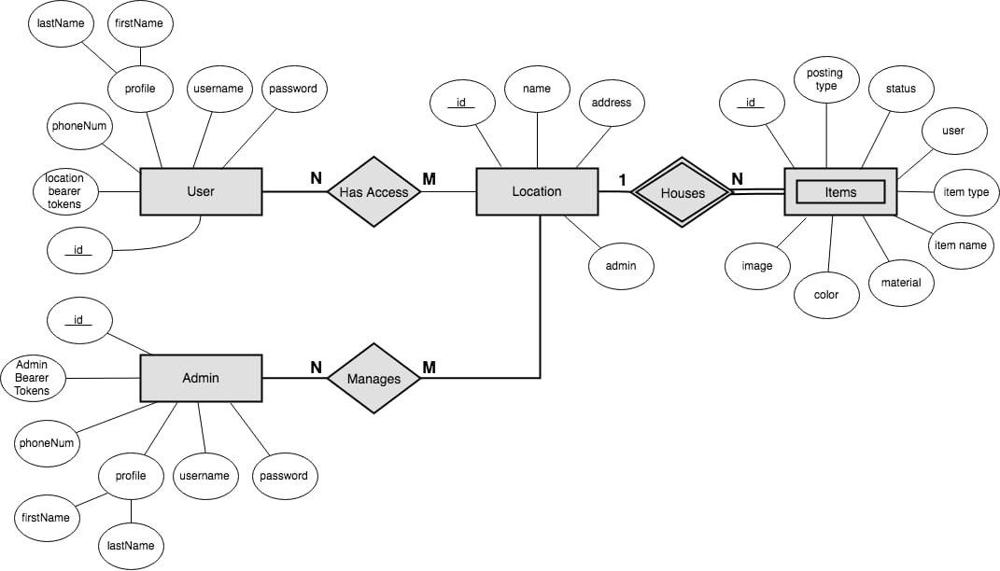 lastName
firstName
profile
username
password
phoneNum
location
bearer
tokens
id
User
N
Has Access
M
id
name
address
Location
admin
1
Houses
N
id
posting
type
status
user
item type
item name
material
color
image
Items
id
Admin
Bearer
Tokens
Admin
N
Manages
M
phoneNum
profile
username
password
firstName
lastName